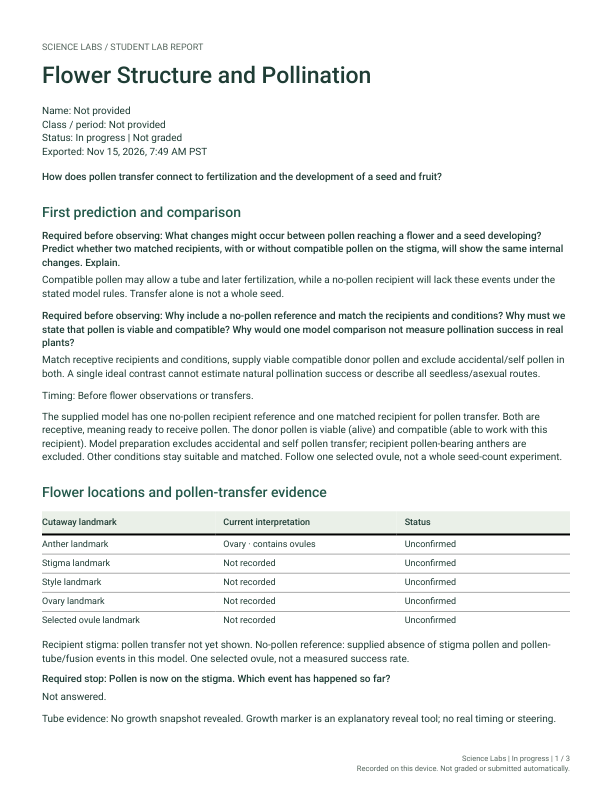 SCIENCE LABS / STUDENT LAB REPORT
Flower Structure and Pollination
Name: Not provided
Class / period: Not provided
Status: In progress | Not graded
Exported: Nov 15, 2026, 7:49 AM PST
How does pollen transfer connect to fertilization and the development of a seed and fruit?
First prediction and comparison
Required before observing: What changes might occur between pollen reaching a flower and a seed developing?
Predict whether two matched recipients, with or without compatible pollen on the stigma, will show the same internal
changes. Explain.
Compatible pollen may allow a tube and later fertilization, while a no-pollen recipient will lack these events under the
stated model rules. Transfer alone is not a whole seed.
Required before observing: Why include a no-pollen reference and match the recipients and conditions? Why must we
state that pollen is viable and compatible? Why would one model comparison not measure pollination success in real
plants?
Match receptive recipients and conditions, supply viable compatible donor pollen and exclude accidental/self pollen in
both. A single ideal contrast cannot estimate natural pollination success or describe all seedless/asexual routes.
Timing: Before flower observations or transfers.
The supplied model has one no-pollen recipient reference and one matched recipient for pollen transfer. Both are
receptive, meaning ready to receive pollen. The donor pollen is viable (alive) and compatible (able to work with this
recipient). Model preparation excludes accidental and self pollen transfer; recipient pollen-bearing anthers are
excluded. Other conditions stay suitable and matched. Follow one selected ovule, not a whole seed-count experiment.
Flower locations and pollen-transfer evidence
Cutaway landmark Current interpretation Status
Anther landmark Ovary · contains ovules Unconfirmed
Stigma landmark Not recorded Unconfirmed
Style landmark Not recorded Unconfirmed
Ovary landmark Not recorded Unconfirmed
Selected ovule landmark Not recorded Unconfirmed
Recipient stigma: pollen transfer not yet shown. No-pollen reference: supplied absence of stigma pollen and pollen-
tube/fusion events in this model. One selected ovule, not a measured success rate.
Required stop: Pollen is now on the stigma. Which event has happened so far?
Not answered.
Tube evidence: No growth snapshot revealed. Growth marker is an explanatory reveal tool; no real timing or steering.
Science Labs | In progress | 1 / 3
Recorded on this device. Not graded or submitted automatically.